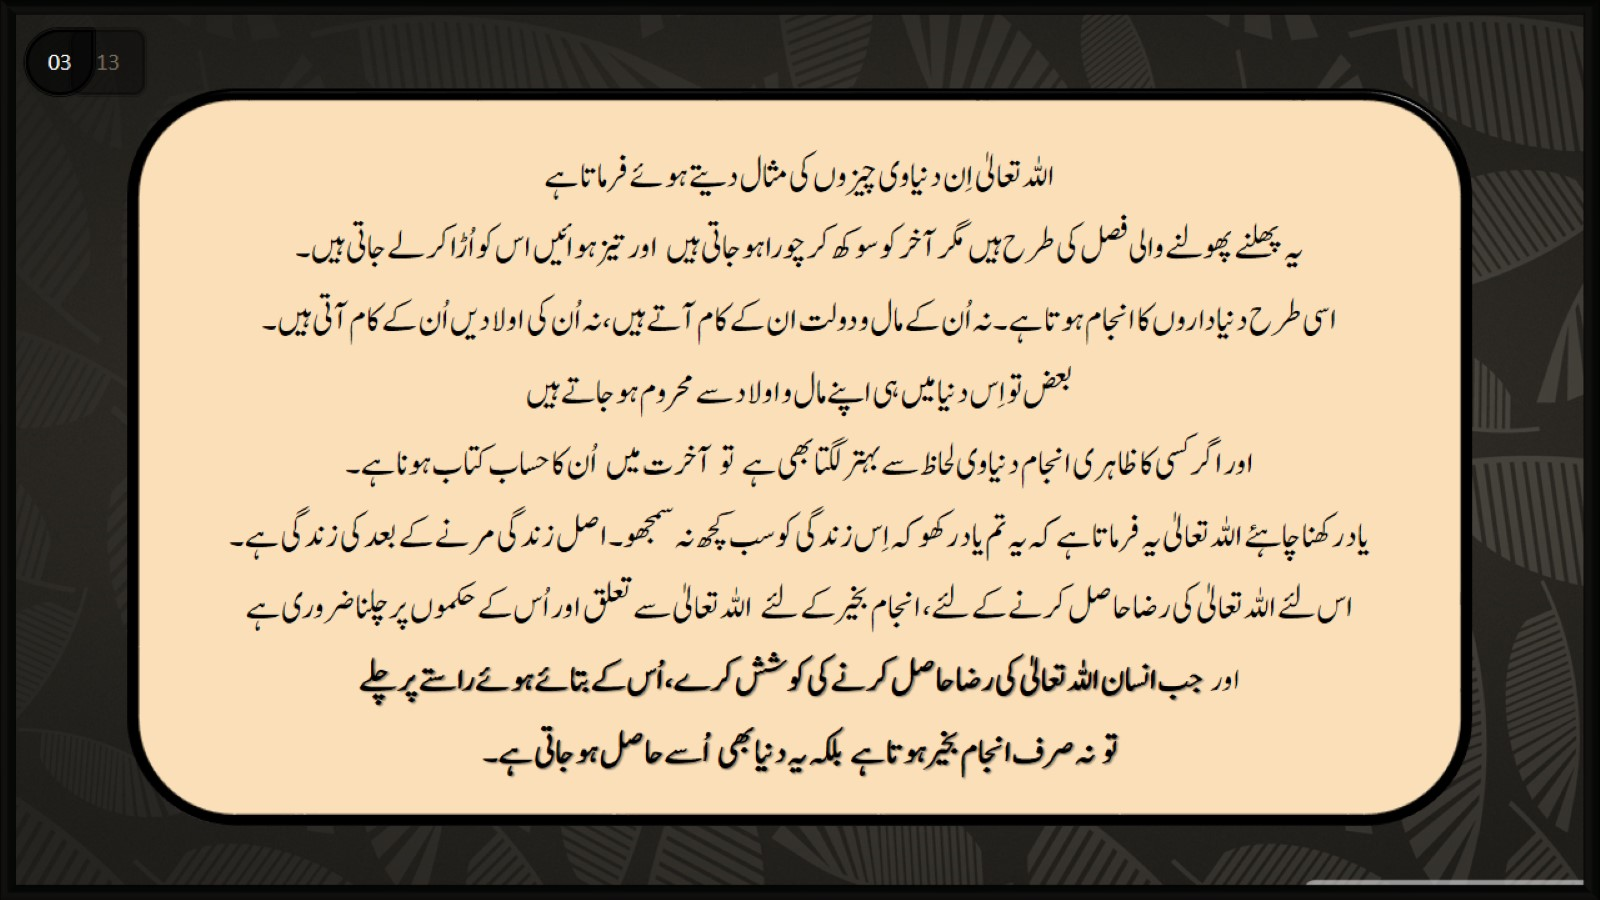 03 13
اللہ تعالیٰ اِن دنیاوی چیزوں کی مثال دیتے ہوئے فرماتا ہے
یہ پھلنے پھولنے والی فصل کی طرح ہیں مگر آخر کو سوکھ کر چورا ہو جاتی ہیں اور تیز ہوائیں اس کو اُڑا کر لے جاتی ہیں۔
اسی طرح دنیاداروں کا انجام ہوتا ہے۔ نہ اُن کے مال و دولت ان کے کام آتے ہیں، نہ اُن کی اولادیں اُن کے کام آتی ہیں۔
بعض تو اِس دنیا میں ہی اپنے مال و اولاد سے محروم ہو جاتے ہیں
اور اگر کسی کا ظاہری انجام دنیاوی لحاظ سے بہتر لگتا بھی ہے تو آخرت میں اُن کا حساب کتاب ہونا ہے۔
یاد رکھنا چاہئے اللہ تعالیٰ یہ فرماتا ہے کہ یہ تم یاد رکھو کہ اِس زندگی کو سب کچھ نہ سمجھو۔ اصل زندگی مرنے کے بعد کی زندگی ہے۔
اس لئے اللہ تعالیٰ کی رضا حاصل کرنے کے لئے، انجام بخیر کے لئے اللہ تعالیٰ سے تعلق اور اُس کے حکموں پر چلنا ضروری ہے
اور جب انسان اللہ تعالیٰ کی رضا حاصل کرنے کی کوشش کرے، اُس کے بتائے ہوئے راستے پر چلے
تو نہ صرف انجام بخیر ہوتا ہے بلکہ یہ دنیا بھی اُسے حاصل ہو جاتی ہے۔